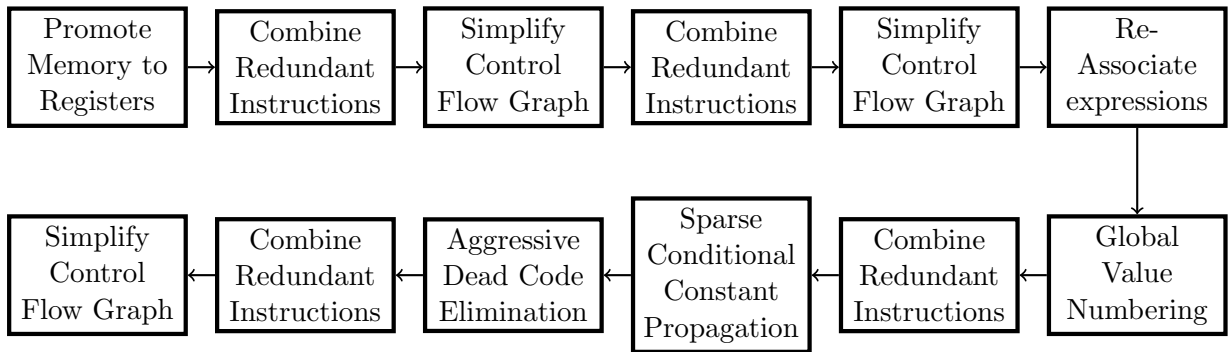 Promote
Memory to
Registers
Combine
Redundant
Instructions
Simplify
Control
Flow Graph
Combine
Redundant
Instructions
Simplify
Control
Flow Graph
Re-
Associate
expressions
Simplify
Control
Flow Graph
Combine
Redundant
Instructions
Aggressive
Dead Code
Elimination
Sparse
Conditional
Constant
Propagation
Combine
Redundant
Instructions
Global
Value
Numbering